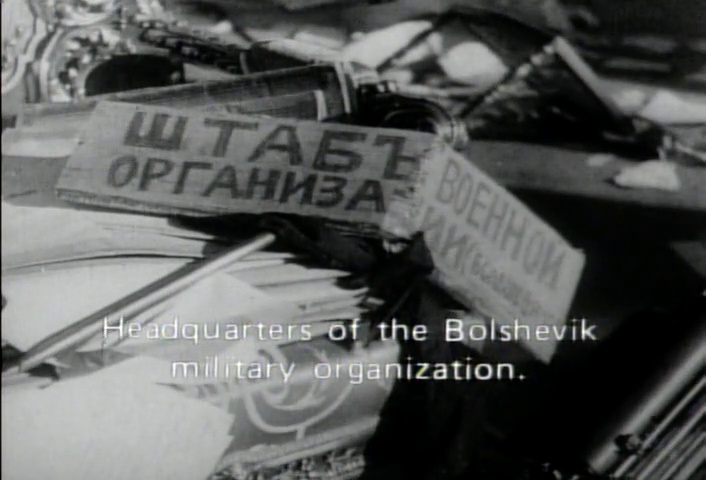 ШТАБЪ ВОЕННОЙ
ОРГАНИЗА
Headquarters of the Bolshevik
military organization.